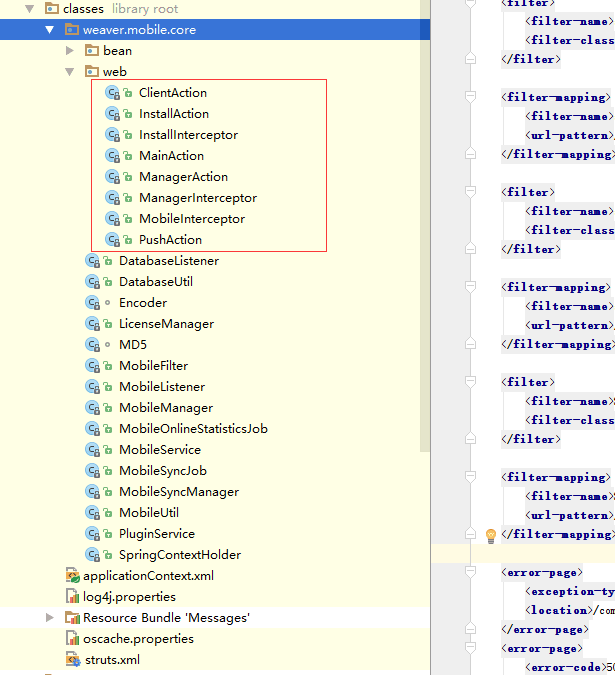 classes library root
weaver.mobile.core
bean
web
ClientAction
InstallAction
InstallInterceptor
MainAction
ManagerAction
ManagerInterceptor
MobileInterceptor
PushAction
DatabaseListener
DatabaseUtil
Encoder
LicenseManager
MD5
MobileFilter
MobileListener
MobileManager
MobileOnlineStatisticsJob
MobileService
MobileSyncJob
MobileSyncManager
MobileUtil
PluginService
SpringContextHolder
applicationContext.xml
log4j.properties
Resource Bundle 'Messages'
oscache.properties
struts.xml
<filter>
<filter-name>
<filter-class
</filter>
<filter-mapping>
<filter-name>
<url-pattern>/
</filter-mapping>
<filter>
<filter-name>
<filter-class
</filter>
<filter-mapping>
<filter-name>
<url-pattern>/
</filter-mapping>
<filter>
<filter-name>
<filter-class
</filter>
<filter-mapping>
<filter-name>
<url-pattern>/
</filter-mapping>
<error-page>
<exception-ty
<location>/com
</error-page>
<error-page>
<error-code>50